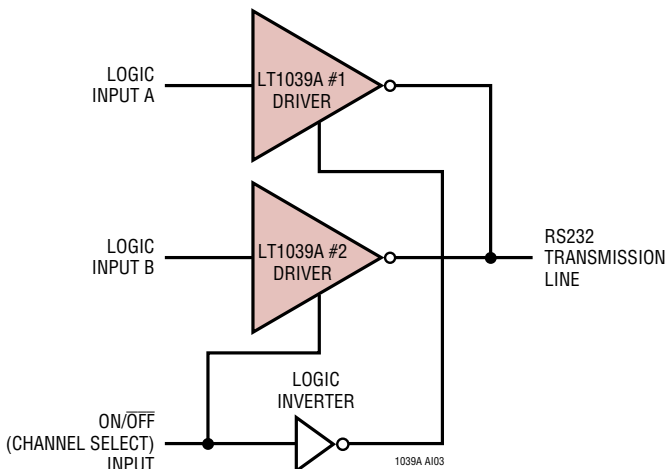 LOGIC
INPUT A
LT1039A #1
DRIVER
LOGIC
INPUT B
LT1039A #2
DRIVER
RS232
TRANSMISSION
LINE
LOGIC
INVERTER
ON/OFF
(CHANNEL SELECT)
INPUT
1039A AI03